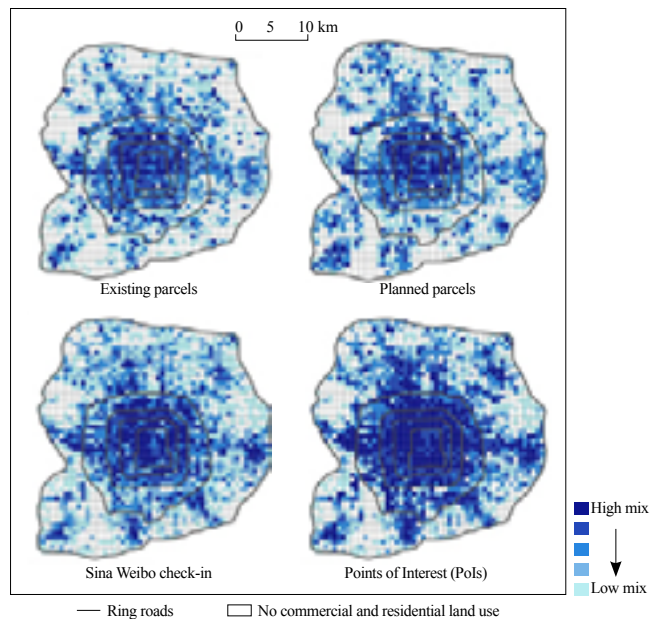 0 5 10 km
Existing parcels
Planned parcels
Sina Weibo check-in
Points of Interest (PoIs)
High mix
Low mix
Ring roads
No commercial and residential land use